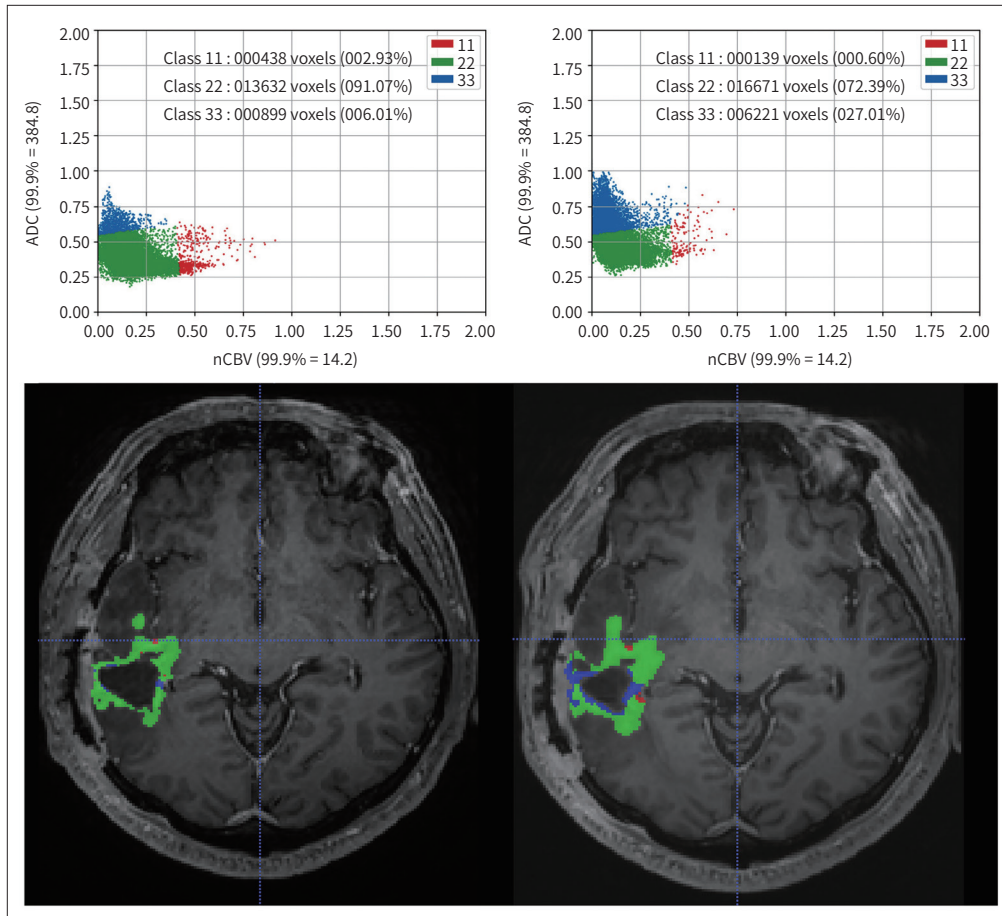 2.00
1.75
1.50
1.25
1.00
0.75
0.50
0.25
0.00
ADC (99.9% = 384.8)
Class 11 : 000438 voxels (002.93%)
Class 22 : 013632 voxels (091.07%)
Class 33 : 000899 voxels (006.01%)
11
22
33
0.00 0.25 0.50 0.75 1.00 1.25 1.50 1.75 2.00
nCBV (99.9% = 14.2)
2.00
1.75
1.50
1.25
1.00
0.75
0.50
0.25
0.00
ADC (99.9% = 384.8)
Class 11 : 000139 voxels (000.60%)
Class 22 : 016671 voxels (072.39%)
Class 33 : 006221 voxels (027.01%)
11
22
33
0.00 0.25 0.50 0.75 1.00 1.25 1.50 1.75 2.00
nCBV (99.9% = 14.2)